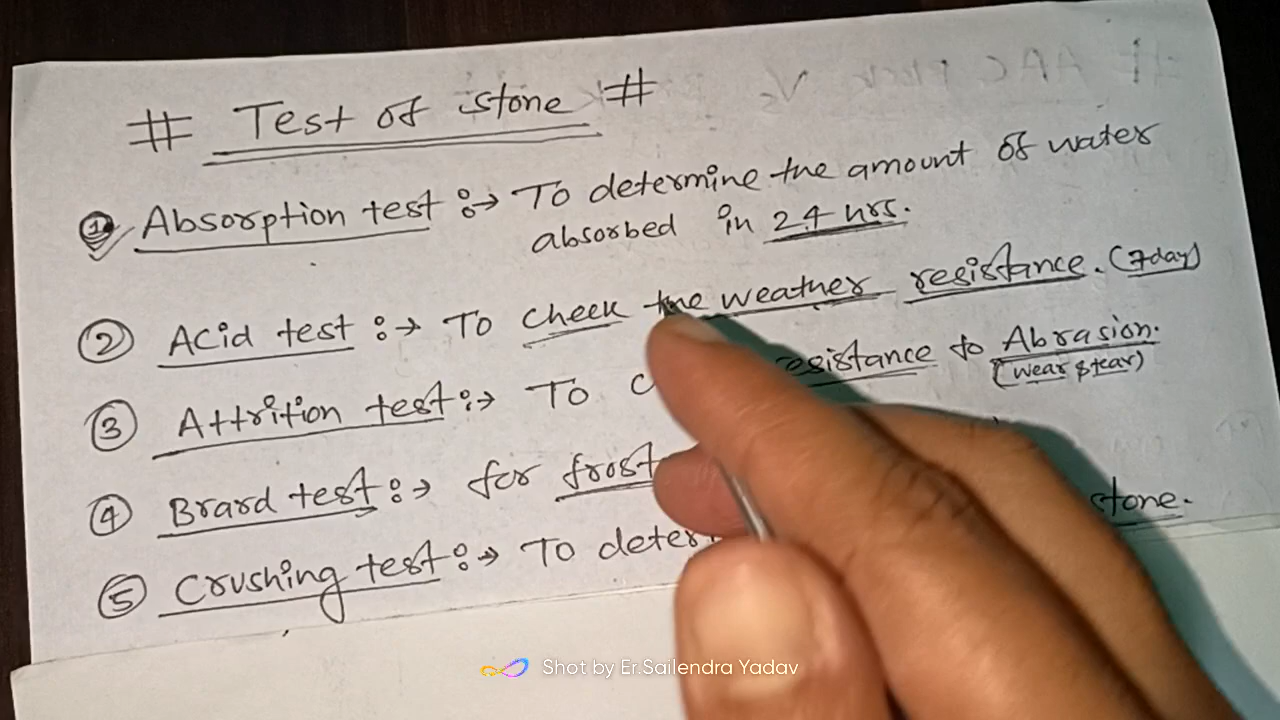 # Test of stone #
① Absorption test :→ To determine the amount of water
absorbed in 24 hrs.
② Acid test :→ To check the weather resistance. (7day)
③ Attrition test :→ To resistance to Abrasion.
(wear & tear)
④ Brard test :→ for frost
⑤ Crushing test :→ To deter stone.
Shot by Er.Sailendra Yadav